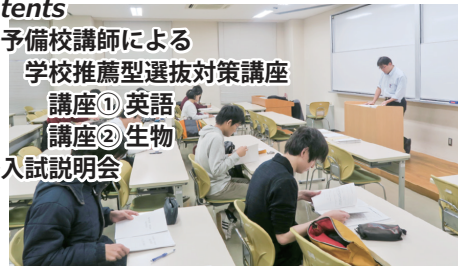 tents
予備校講師による
学校推薦型選抜対策講座
講座① 英語
講座② 生物
入試説明会